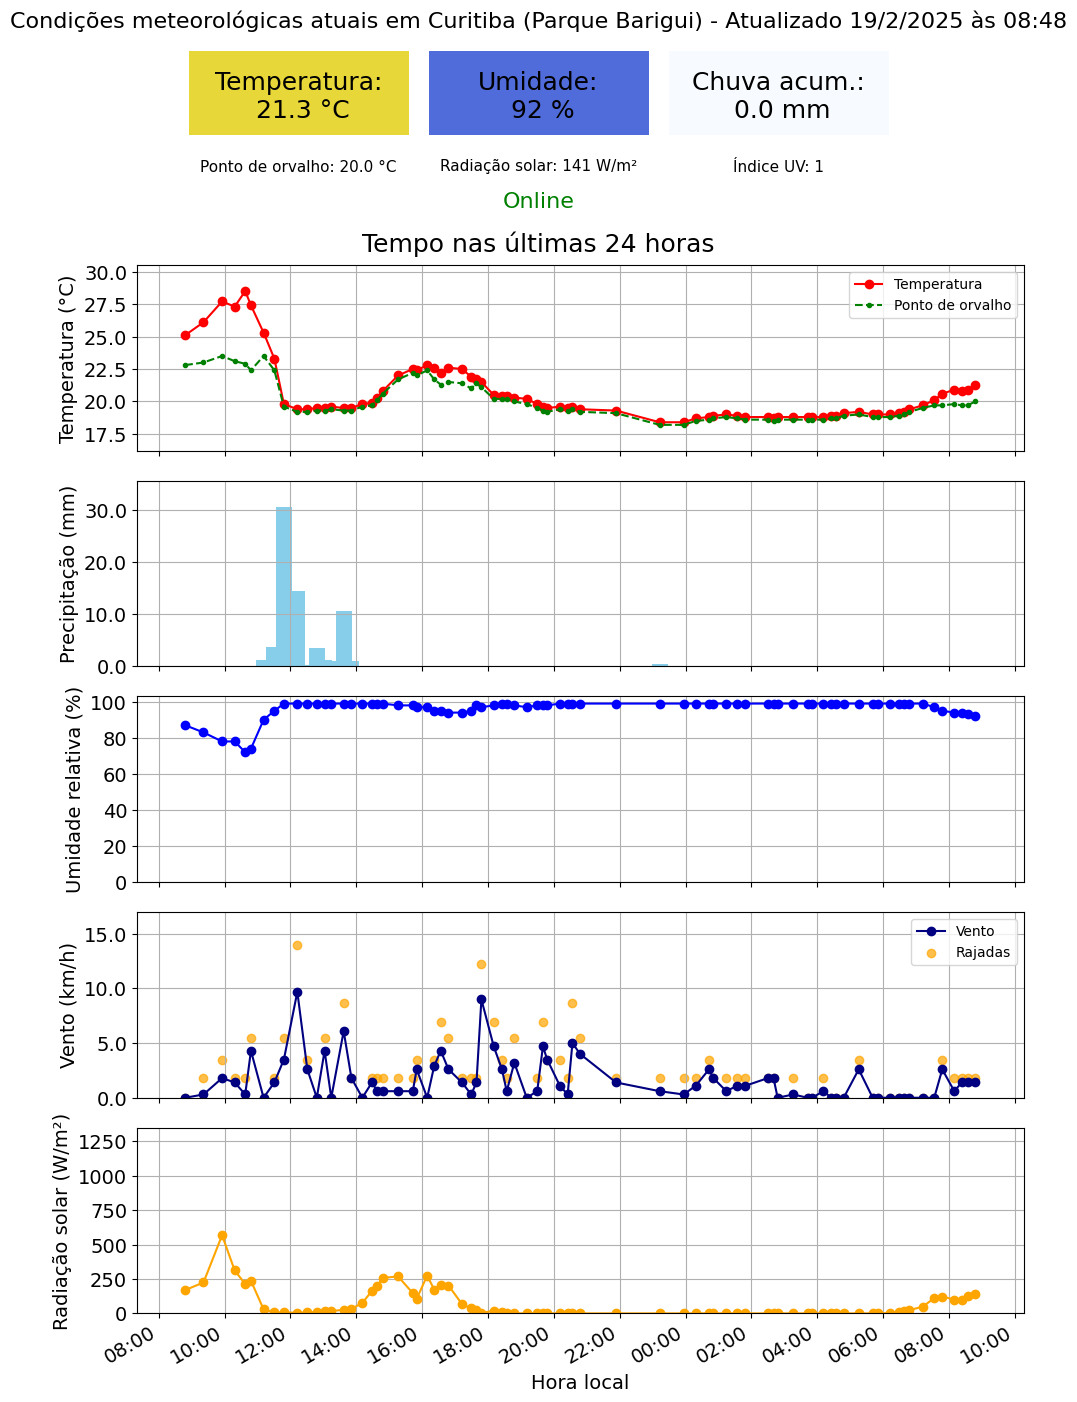 Condições meteorológicas atuais em Curitiba (Parque Barigui) - Atualizado 19/2/2025 às 08:48
Temperatura:
21.3 °C
Umidade:
92 %
Chuva acum.:
0.0 mm
Ponto de orvalho: 20.0 °C
Radiação solar: 141 W/m²
Índice UV: 1
Online
Tempo nas últimas 24 horas
Temperatura (°C)
30.0
27.5
25.0
22.5
20.0
17.5
Temperatura
Ponto de orvalho
Precipitação (mm)
30.0
20.0
10.0
0.0
Umidade relativa (%)
100
80
60
40
20
0
Vento (km/h)
15.0
10.0
5.0
0.0
Vento
Rajadas
Radiação solar (W/m²)
1250
1000
750
500
250
0
08:00
10:00
12:00
14:00
16:00
18:00
20:00
22:00
00:00
02:00
04:00
06:00
08:00
10:00
Hora local